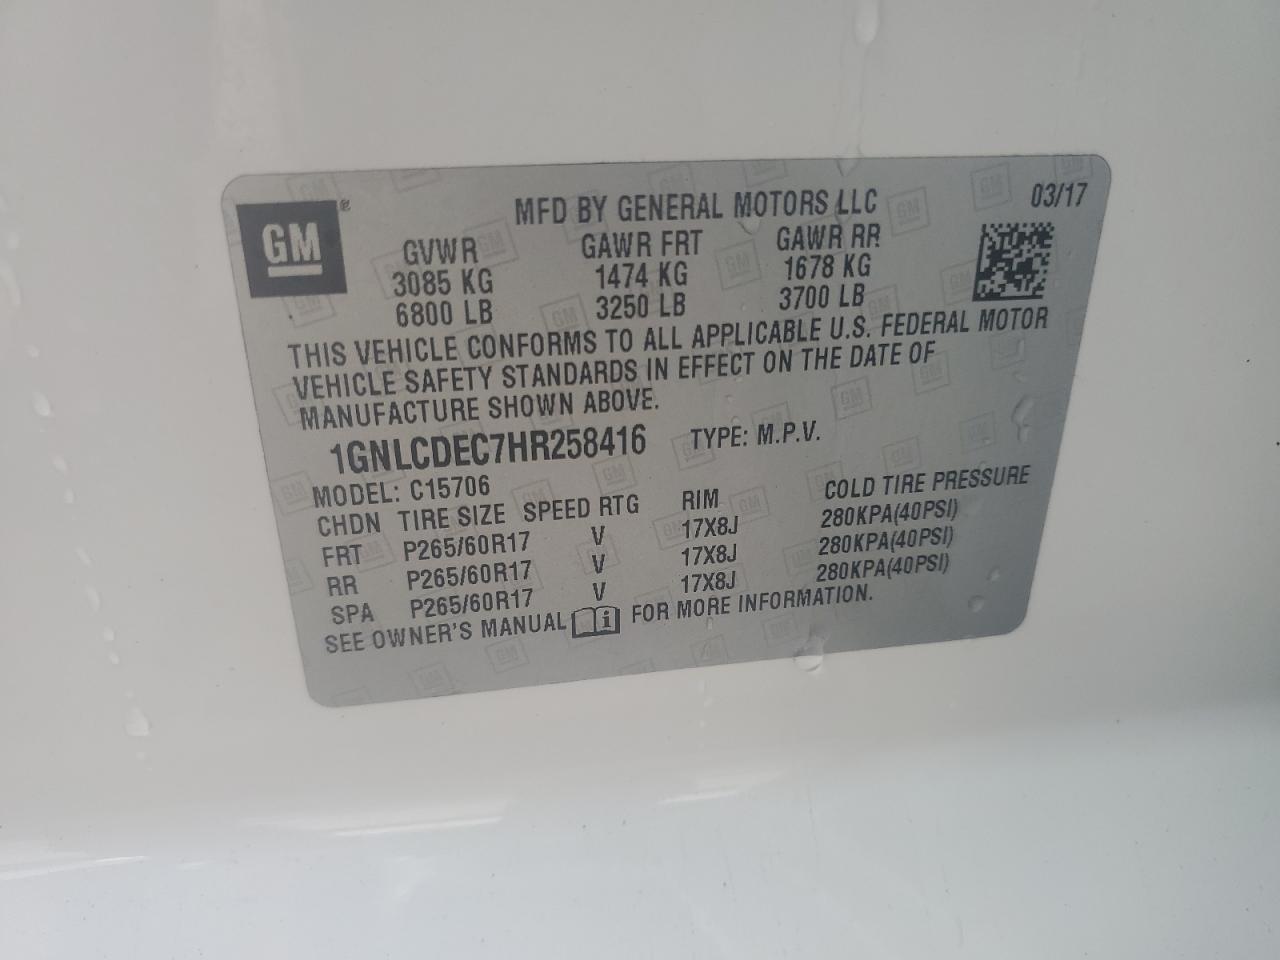 GM
MFD BY GENERAL MOTORS LLC 03/17
GVWR GAWR FRT GAWR RR
3085 KG 1474 KG 1678 KG
6800 LB 3250 LB 3700 LB
THIS VEHICLE CONFORMS TO ALL APPLICABLE U.S. FEDERAL MOTOR
VEHICLE SAFETY STANDARDS IN EFFECT ON THE DATE OF
MANUFACTURE SHOWN ABOVE.
1GNLCDEC7HR258416 TYPE: M.P.V.
MODEL: C15706
CHDN TIRE SIZE SPEED RTG RIM COLD TIRE PRESSURE
FRT P265/60R17 V 17X8J 280KPA(40PSI)
RR P265/60R17 V 17X8J 280KPA(40PSI)
SPA P265/60R17 V 17X8J 280KPA(40PSI)
SEE OWNER'S MANUAL i FOR MORE INFORMATION.